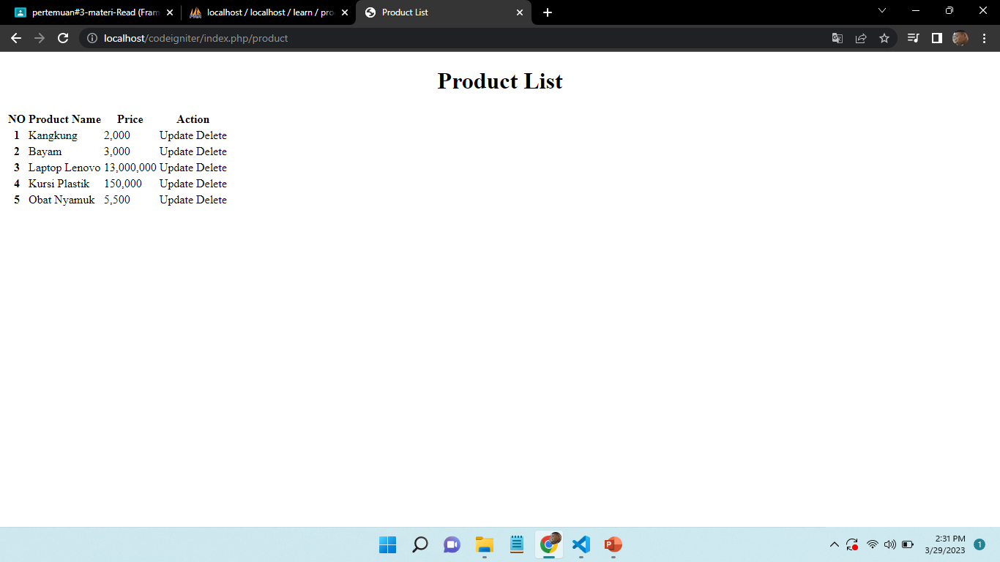 pertemuan#3-materi-Read (Fram
localhost / localhost / learn / pro
Product List
localhost/codeigniter/index.php/product
Product List
NO Product Name Price Action
1 Kangkung 2,000 Update Delete
2 Bayam 3,000 Update Delete
3 Laptop Lenovo 13,000,000 Update Delete
4 Kursi Plastik 150,000 Update Delete
5 Obat Nyamuk 5,500 Update Delete
2:31 PM
3/29/2023
1